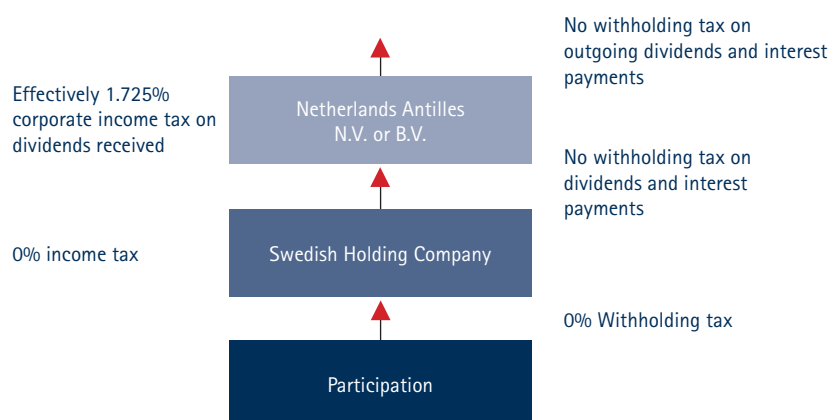 No withholding tax on
outgoing dividends and interest
payments
Effectively 1.725%
corporate income tax on
dividends received
Netherlands Antilles
N.V. or B.V.
No withholding tax on
dividends and interest
payments
0% income tax
Swedish Holding Company
0% Withholding tax
Participation